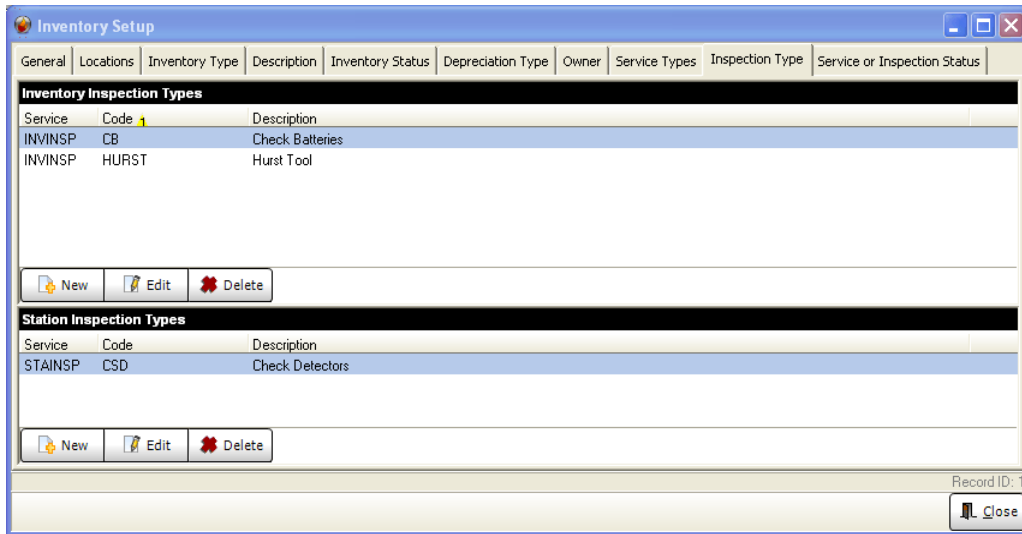 Inventory Setup
General Locations Inventory Type Description Inventory Status Depreciation Type Owner Service Types Inspection Type Service or Inspection Status
Inventory Inspection Types
Service Code 1 Description
INVINSP CB Check Batteries
INVINSP HURST Hurst Tool
New Edit Delete
Station Inspection Types
Service Code Description
STAINSP CSD Check Detectors
New Edit Delete
Record ID: 1
Close